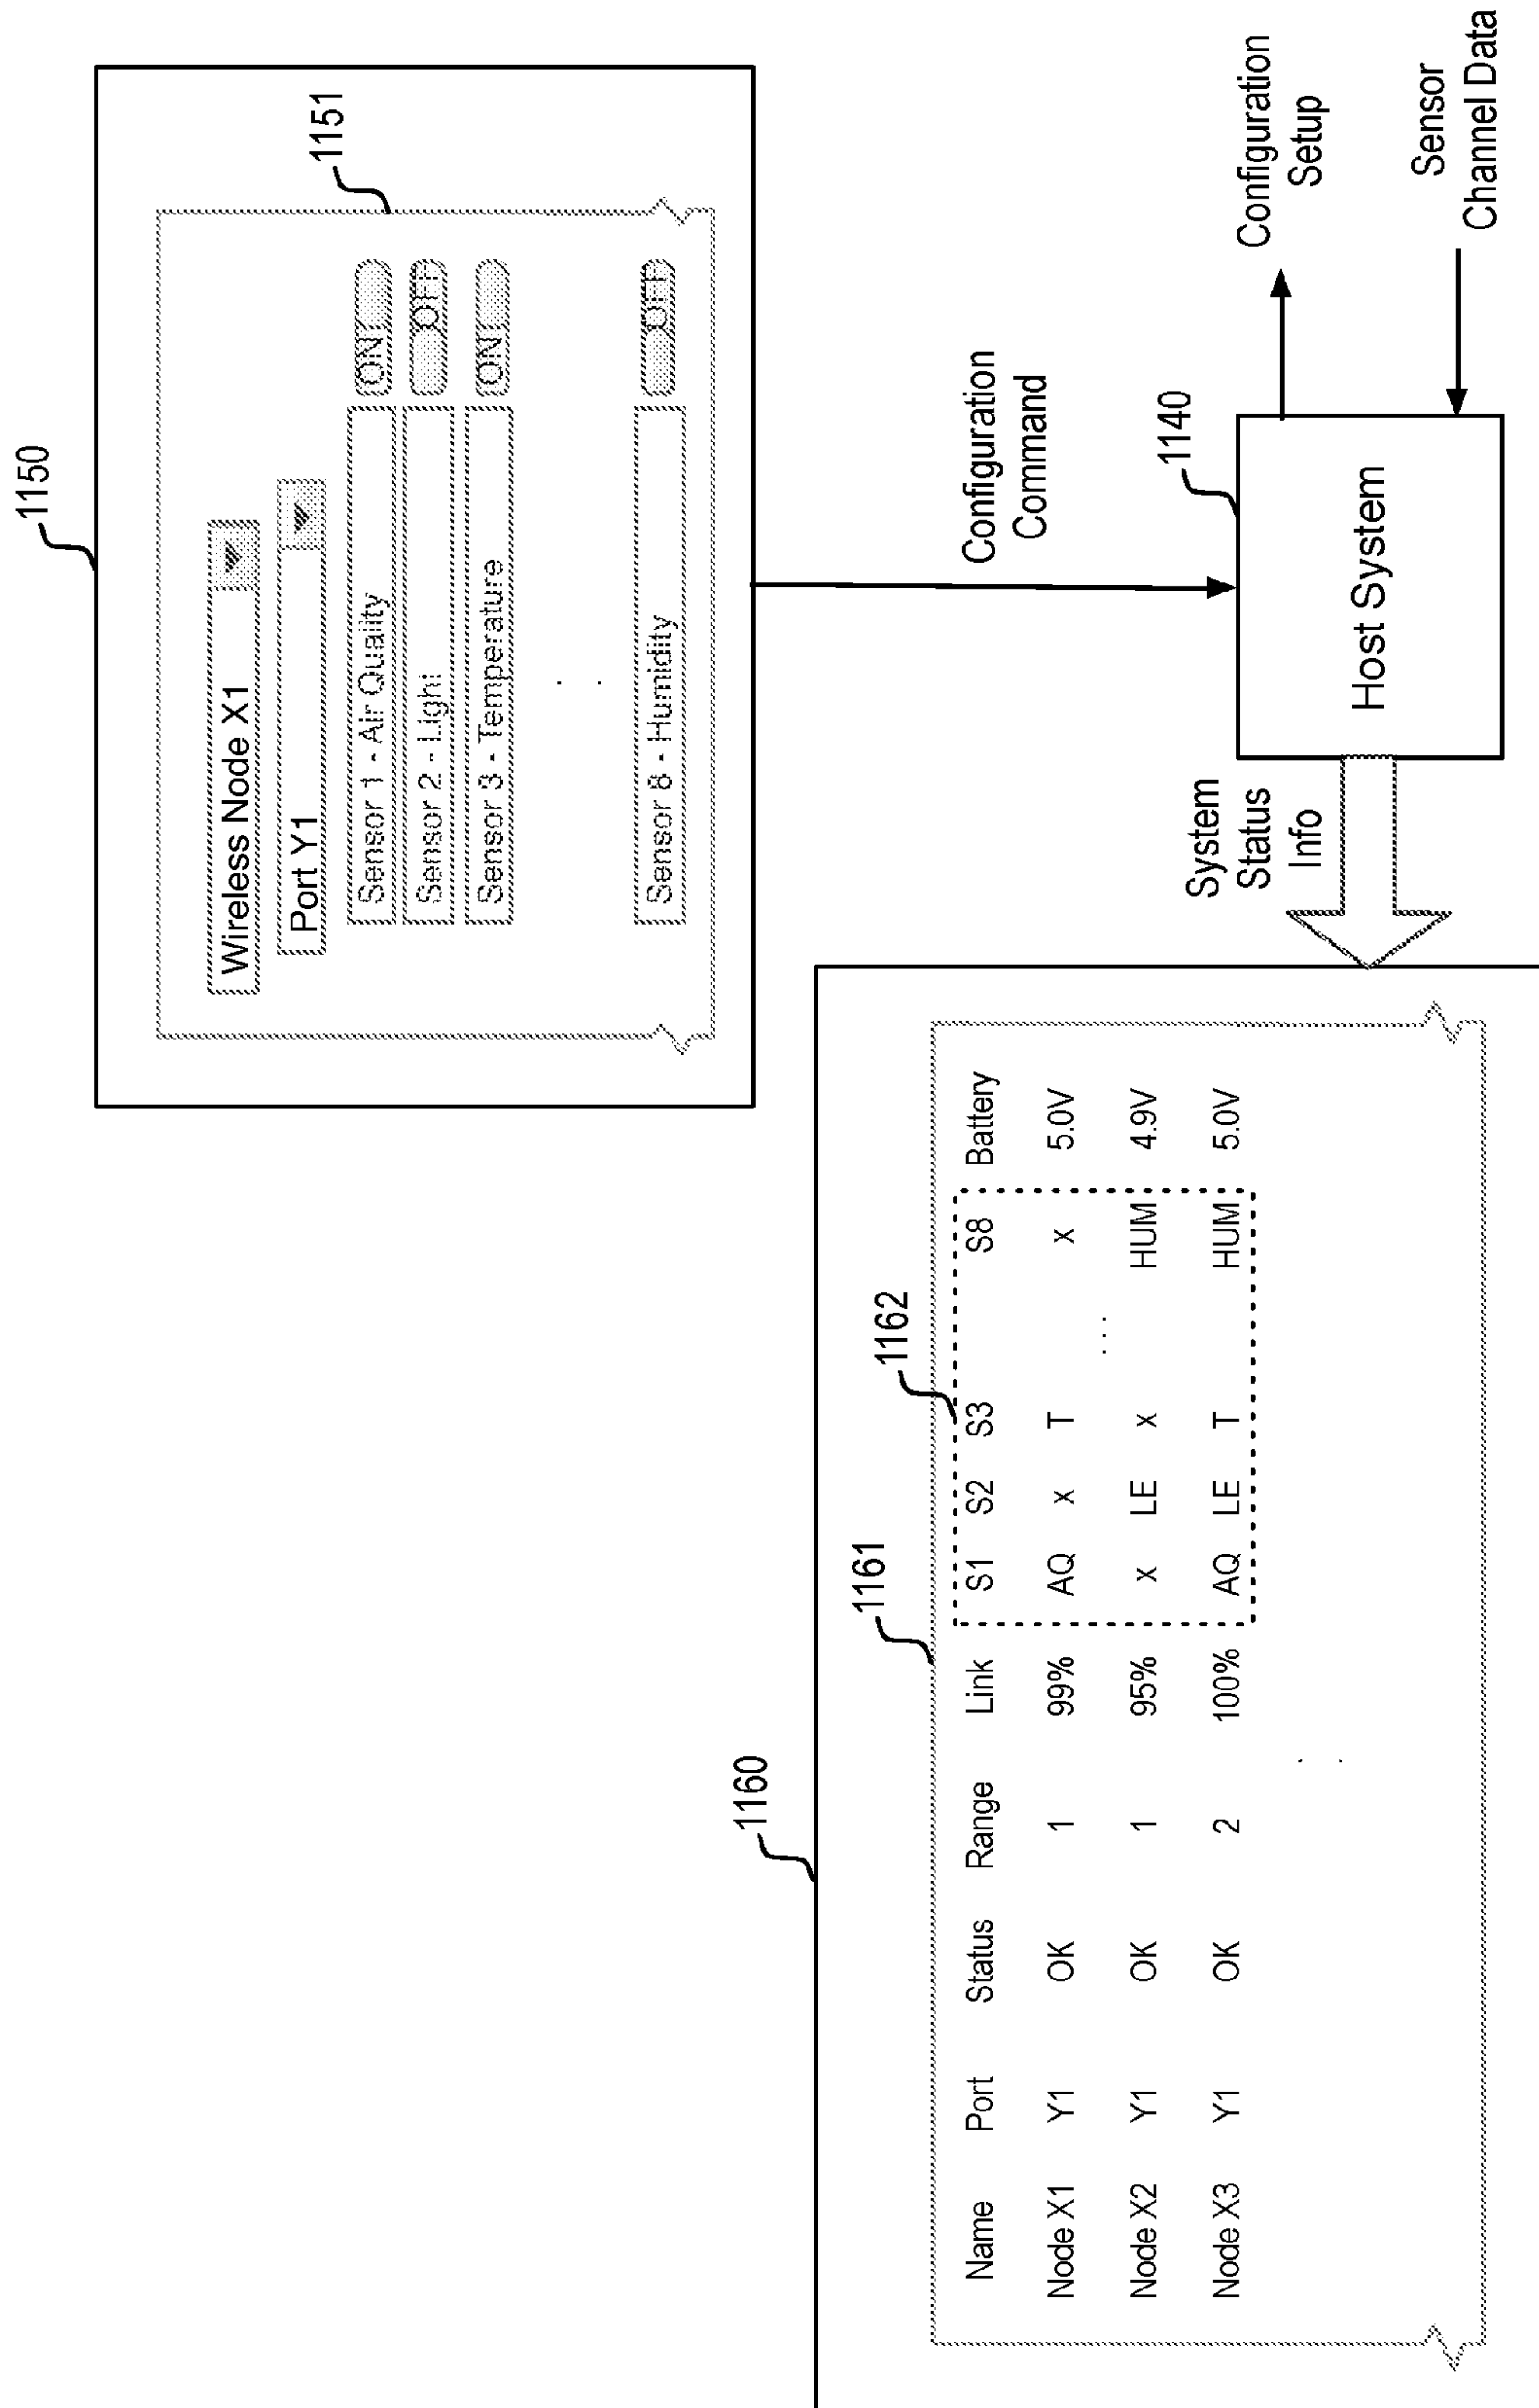 1150
1151
Wireless Node X1
Port Y1
Sensor 1 - Air Quality ON
Sensor 2 - Light OFF
Sensor 3 - Temperature ON
Sensor 8 - Humidity OFF
Configuration
Command
1140
Host System
Configuration
Setup
Sensor
Channel Data
System
Status
Info
1160
1161
1162
Name Port Status Range Link S1 S2 S3 S8 Battery
Node X1 Y1 OK 1 99% AQ x T x 5.0V
...
Node X2 Y1 OK 1 95% x LE x HUM 4.9V
Node X3 Y1 OK 2 100% AQ LE T HUM 5.0V